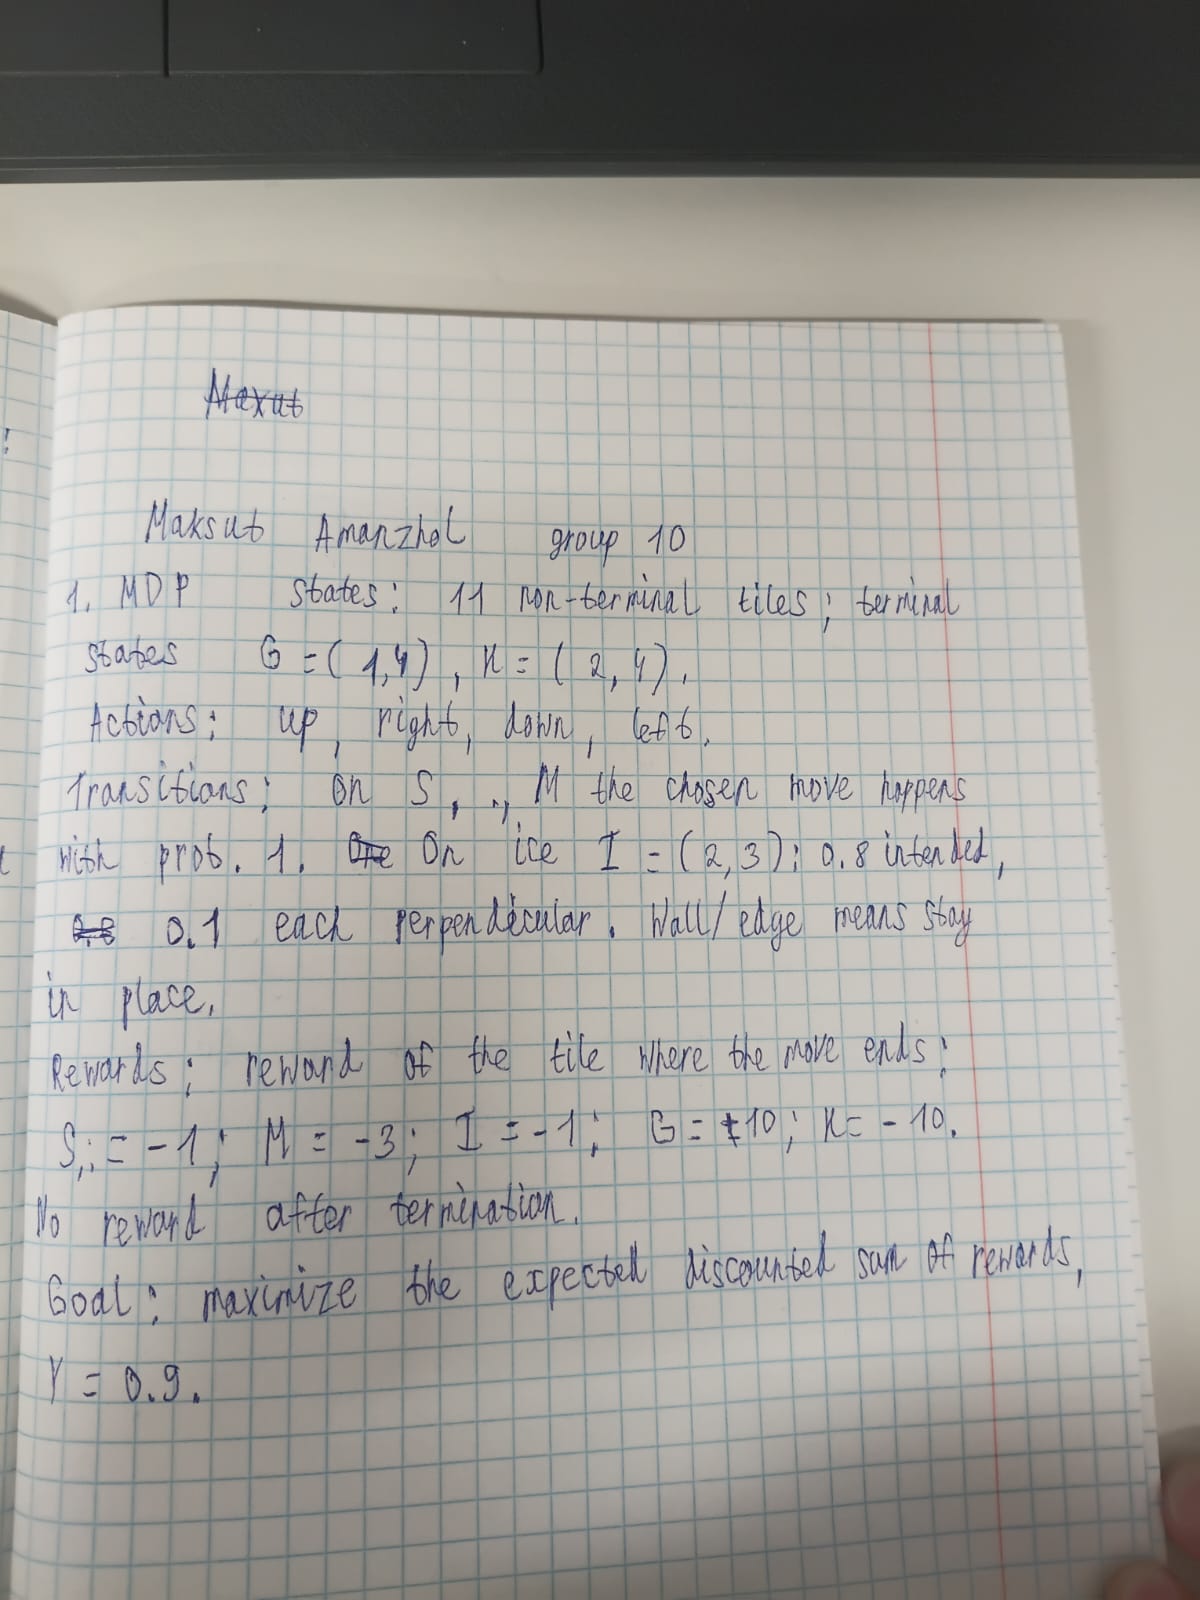 Maxut
Maksut Amanzhol group 10
1. MDP States: 11 non-terminal tiles; terminal
states G = (1,4), H = (2,4).
Actions: up, right, down, left.
Transitions: On S, ., M the chosen move happens
with prob. 1. One On ice I = (2,3): 0.8 intended,
0.8 0.1 each perpendicular. Wall/edge means stay
in place.
Rewards: reward of the tile where the move ends:
S,. = -1; M = -3; I = -1; G = +10; H = -10.
No reward after termination.
Goal: maximize the expected discounted sum of rewards,
γ = 0.9.